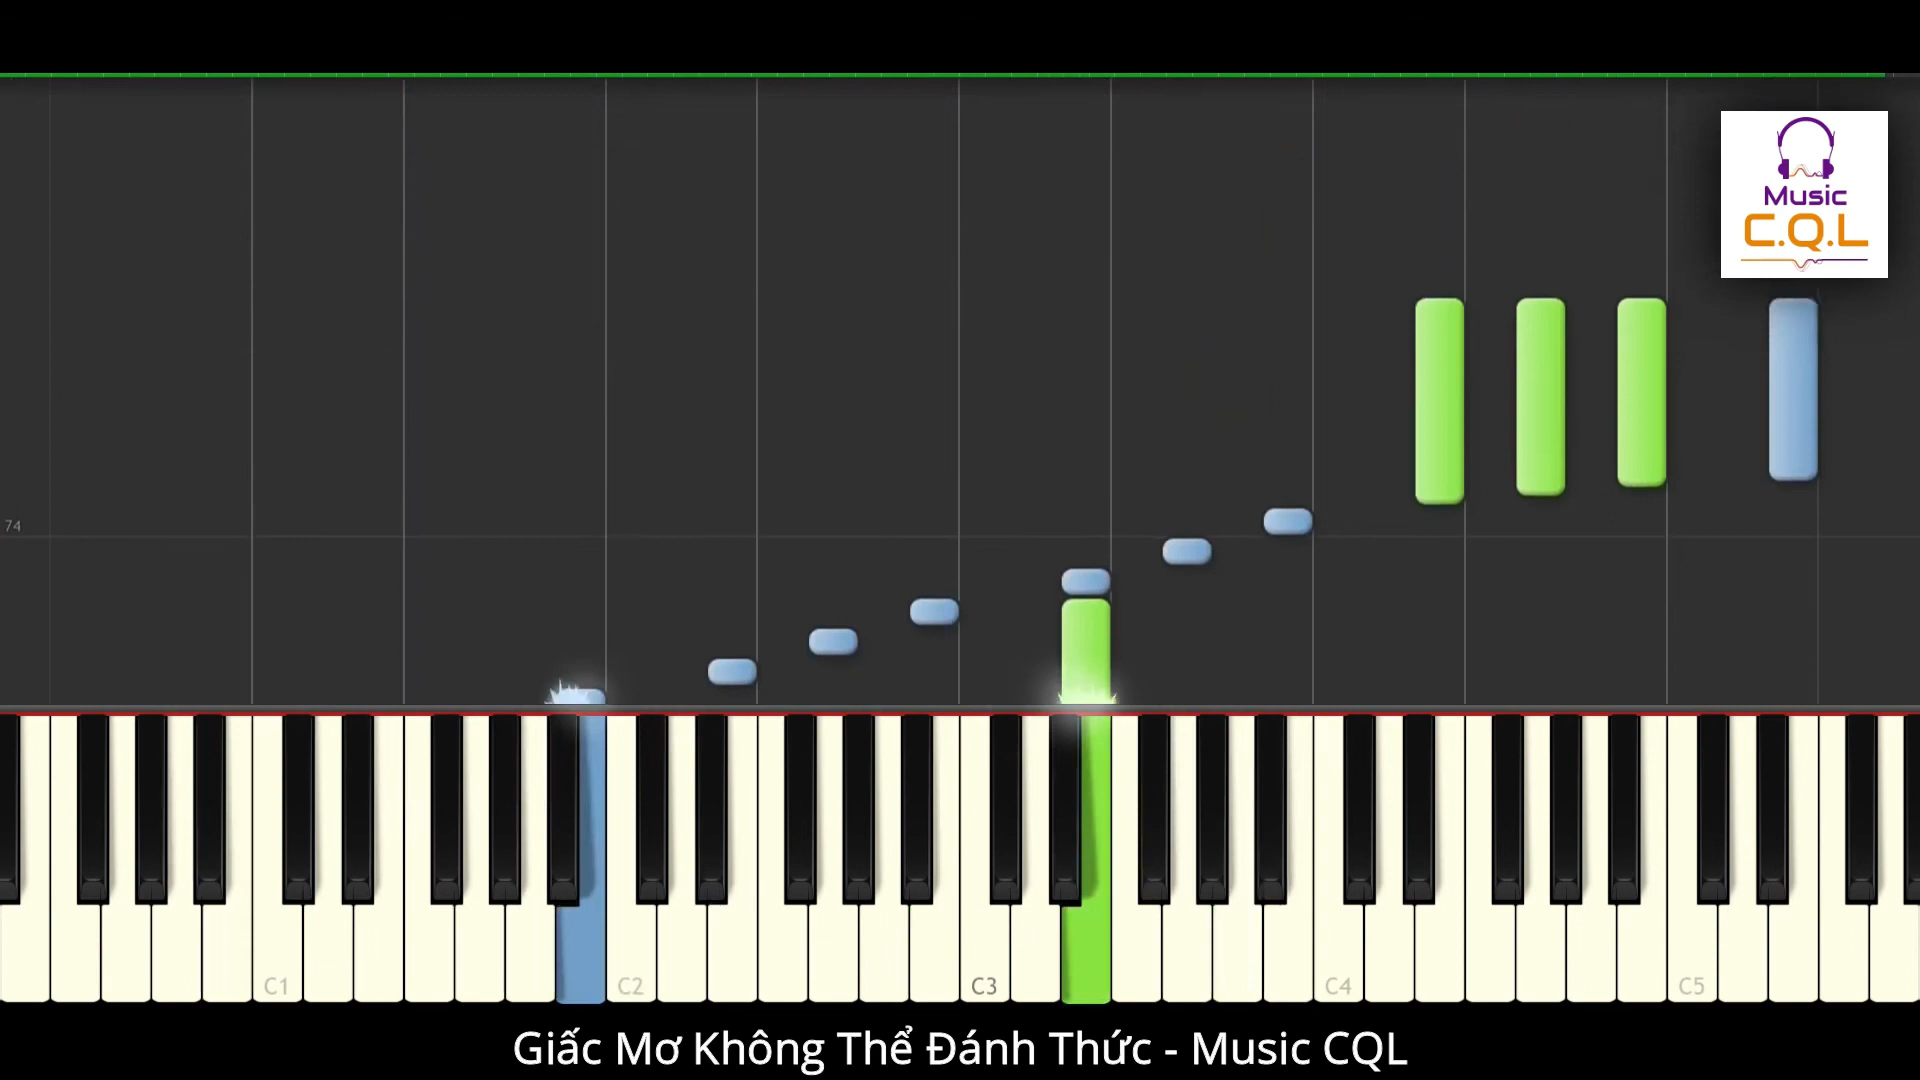 Music
C.Q.L
74
C1
C2
C3
C4
C5
Giấc Mơ Không Thể Đánh Thức - Music CQL